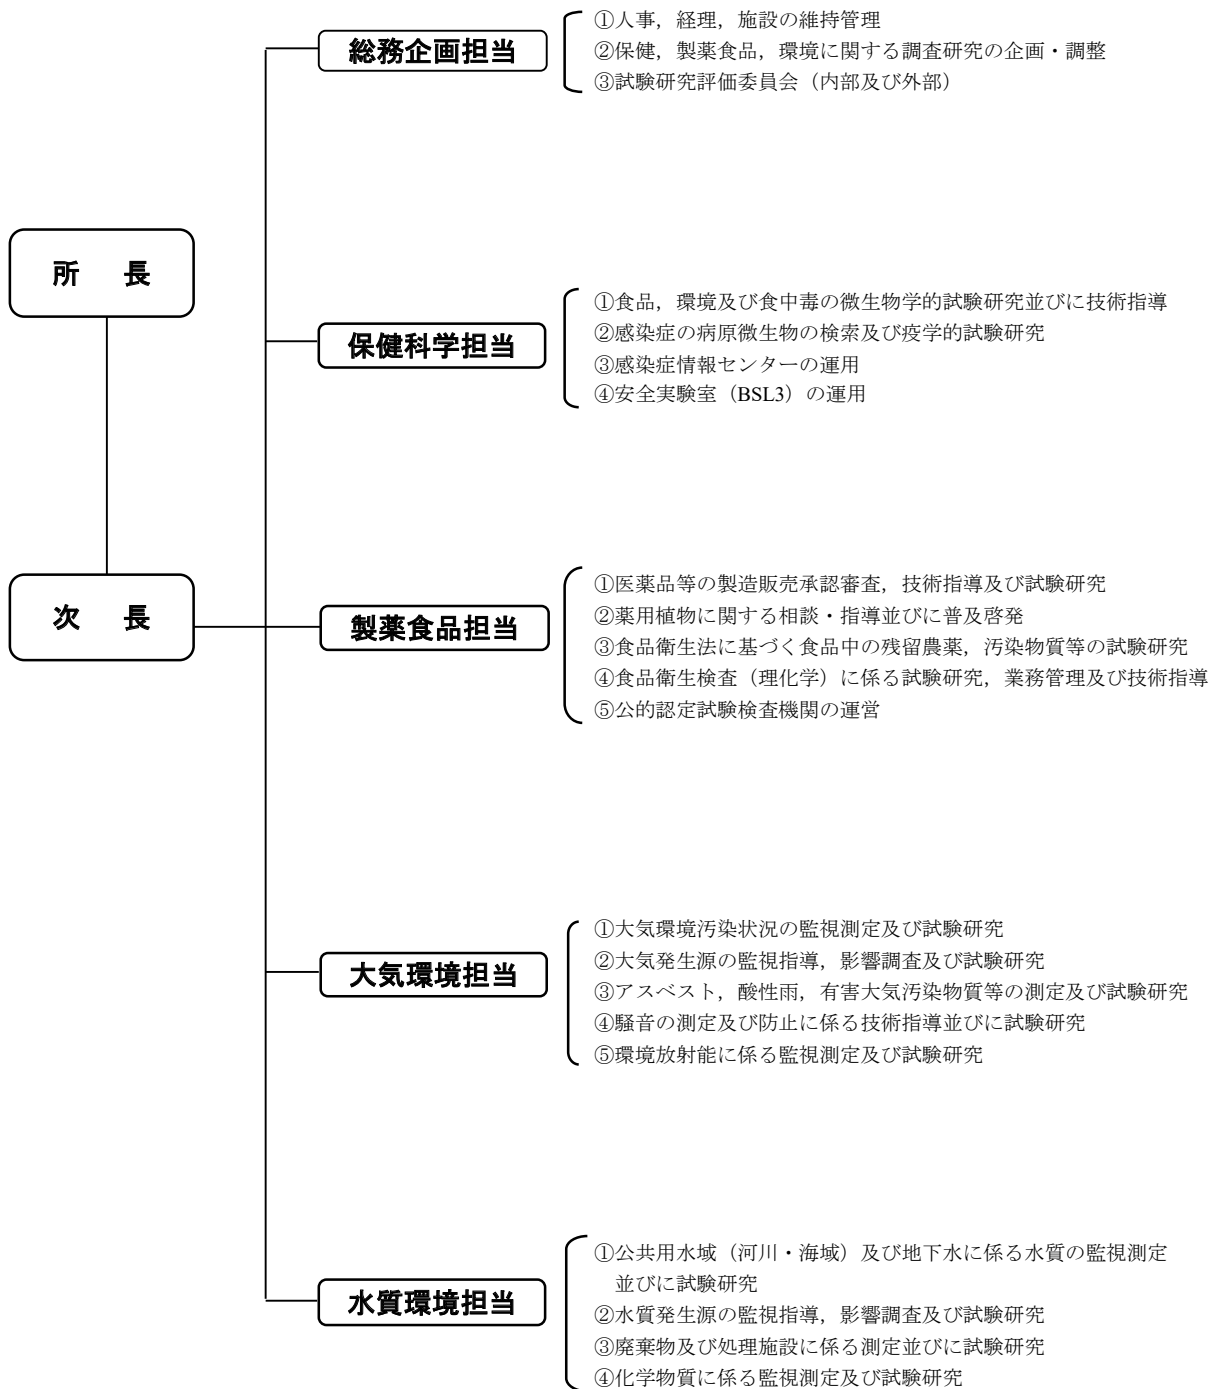 総務企画担当
①人事，経理，施設の維持管理
②保健，製薬食品，環境に関する調査研究の企画・調整
③試験研究評価委員会（内部及び外部）
所　長
保健科学担当
①食品，環境及び食中毒の微生物学的試験研究並びに技術指導
②感染症の病原微生物の検索及び疫学的試験研究
③感染症情報センターの運用
④安全実験室（BSL3）の運用
次　長
製薬食品担当
①医薬品等の製造販売承認審査，技術指導及び試験研究
②薬用植物に関する相談・指導並びに普及啓発
③食品衛生法に基づく食品中の残留農薬，汚染物質等の試験研究
④食品衛生検査（理化学）に係る試験研究，業務管理及び技術指導
⑤公的認定試験検査機関の運営
大気環境担当
①大気環境汚染状況の監視測定及び試験研究
②大気発生源の監視指導，影響調査及び試験研究
③アスベスト，酸性雨，有害大気汚染物質等の測定及び試験研究
④騒音の測定及び防止に係る技術指導並びに試験研究
⑤環境放射能に係る監視測定及び試験研究
水質環境担当
①公共用水域（河川・海域）及び地下水に係る水質の監視測定
並びに試験研究
②水質発生源の監視指導，影響調査及び試験研究
③廃棄物及び処理施設に係る測定並びに試験研究
④化学物質に係る監視測定及び試験研究